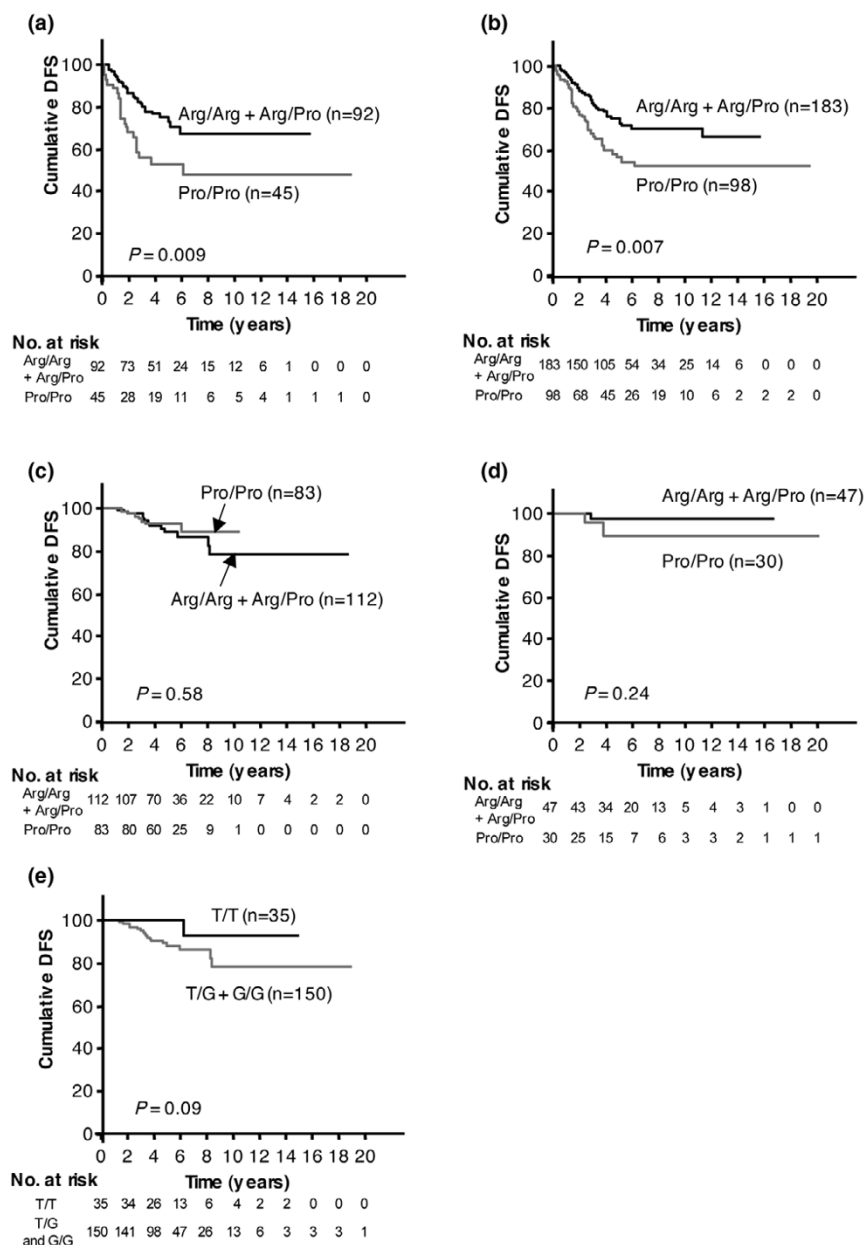 (a)
100
80
60
40
20
0
Cumulative DFS
Arg/Arg + Arg/Pro (n=92)
Pro/Pro (n=45)
P = 0.009
0 2 4 6 8 10 12 14 16 18 20
Time (years)
No. at risk
Arg/Arg
+ Arg/Pro 92 73 51 24 15 12 6 1 0 0 0
Pro/Pro 45 28 19 11 6 5 4 1 1 1 0
(b)
100
80
60
40
20
0
Cumulative DFS
Arg/Arg + Arg/Pro (n=183)
Pro/Pro (n=98)
P = 0.007
0 2 4 6 8 10 12 14 16 18 20
Time (years)
No. at risk
Arg/Arg
+ Arg/Pro 183 150 105 54 34 25 14 6 0 0 0
Pro/Pro 98 68 45 26 19 10 6 2 2 2 0
(c)
100
80
60
40
20
0
Cumulative DFS
Pro/Pro (n=83)
Arg/Arg + Arg/Pro (n=112)
P = 0.58
0 2 4 6 8 10 12 14 16 18 20
Time (years)
No. at risk
Arg/Arg
+ Arg/Pro 112 107 70 36 22 10 7 4 2 2 0
Pro/Pro 83 80 60 25 9 1 0 0 0 0 0
(d)
100
80
60
40
20
0
Cumulative DFS
Arg/Arg + Arg/Pro (n=47)
Pro/Pro (n=30)
P = 0.24
0 2 4 6 8 10 12 14 16 18 20
Time (years)
No. at risk
Arg/Arg
+ Arg/Pro 47 43 34 20 13 5 4 3 1 0 0
Pro/Pro 30 25 15 7 6 3 3 2 1 1 1
(e)
100
80
60
40
20
0
Cumulative DFS
T/T (n=35)
T/G + G/G (n=150)
P = 0.09
0 2 4 6 8 10 12 14 16 18 20
Time (years)
No. at risk
T/T 35 34 26 13 6 4 2 2 0 0 0
T/G
and G/G 150 141 98 47 26 13 6 3 3 3 1